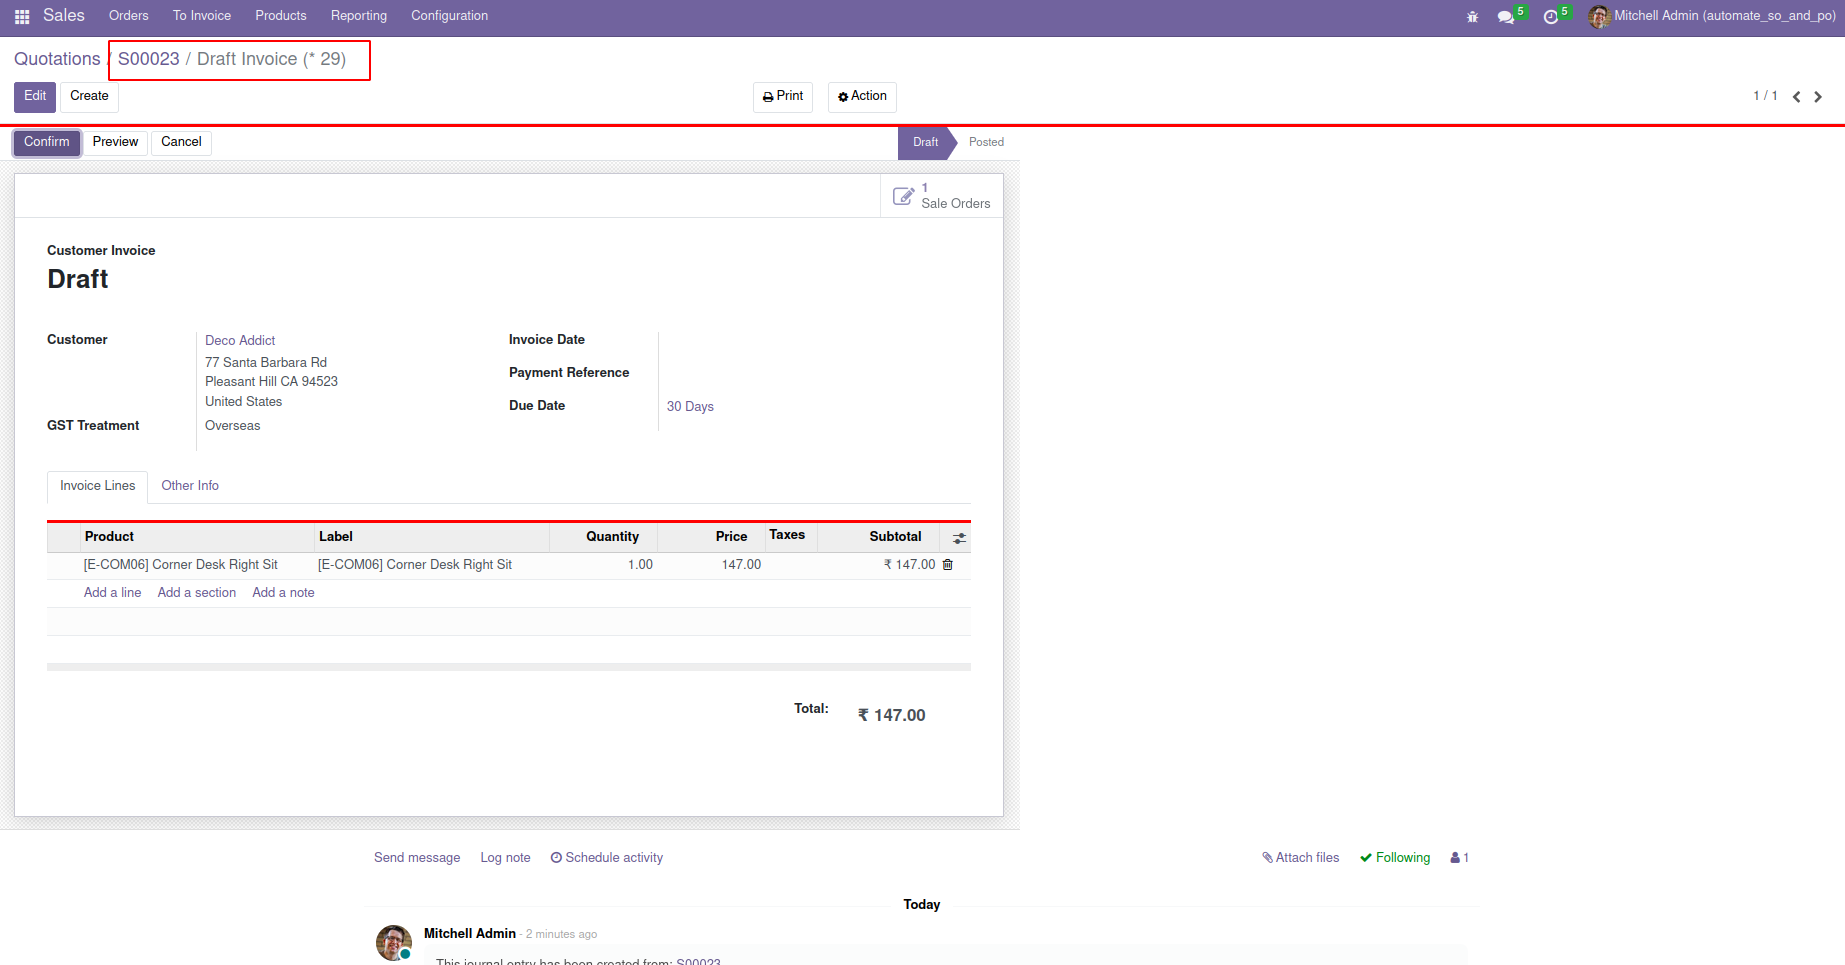 Sales Orders To Invoice Products Reporting Configuration 5 5 Mitchell Admin (automate_so_and_po)
Quotations / S00023 / Draft Invoice (* 29)
Edit Create Print Action 1 / 1
Confirm Preview Cancel Draft Posted
1
Sale Orders
Customer Invoice
Draft
Customer Deco Addict Invoice Date
77 Santa Barbara Rd
Pleasant Hill CA 94523 Payment Reference
United States Due Date 30 Days
GST Treatment Overseas
Invoice Lines Other Info
Product Label Quantity Price Taxes Subtotal
[E-COM06] Corner Desk Right Sit [E-COM06] Corner Desk Right Sit 1.00 147.00 ₹ 147.00
Add a line Add a section Add a note
Total: ₹ 147.00
Send message Log note Schedule activity Attach files Following 1
Today
Mitchell Admin - 2 minutes ago
This journal entry has been created from: S00023